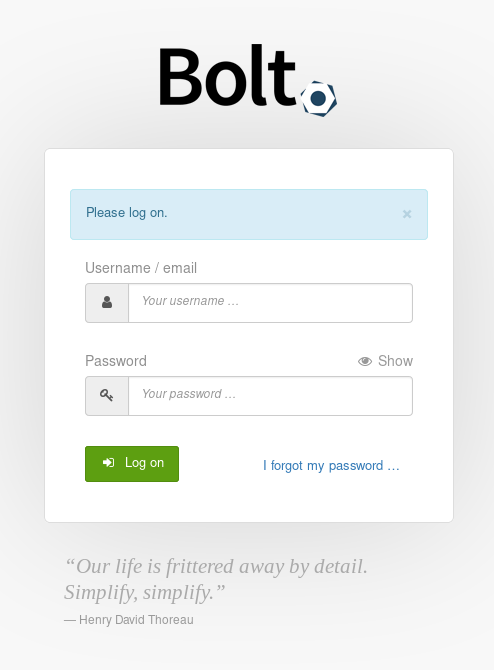 Bolt
Please log on.
×
Username / email
Your username …
Password
Show
Your password …
Log on
I forgot my password …
“Our life is frittered away by detail.
Simplify, simplify.”
— Henry David Thoreau